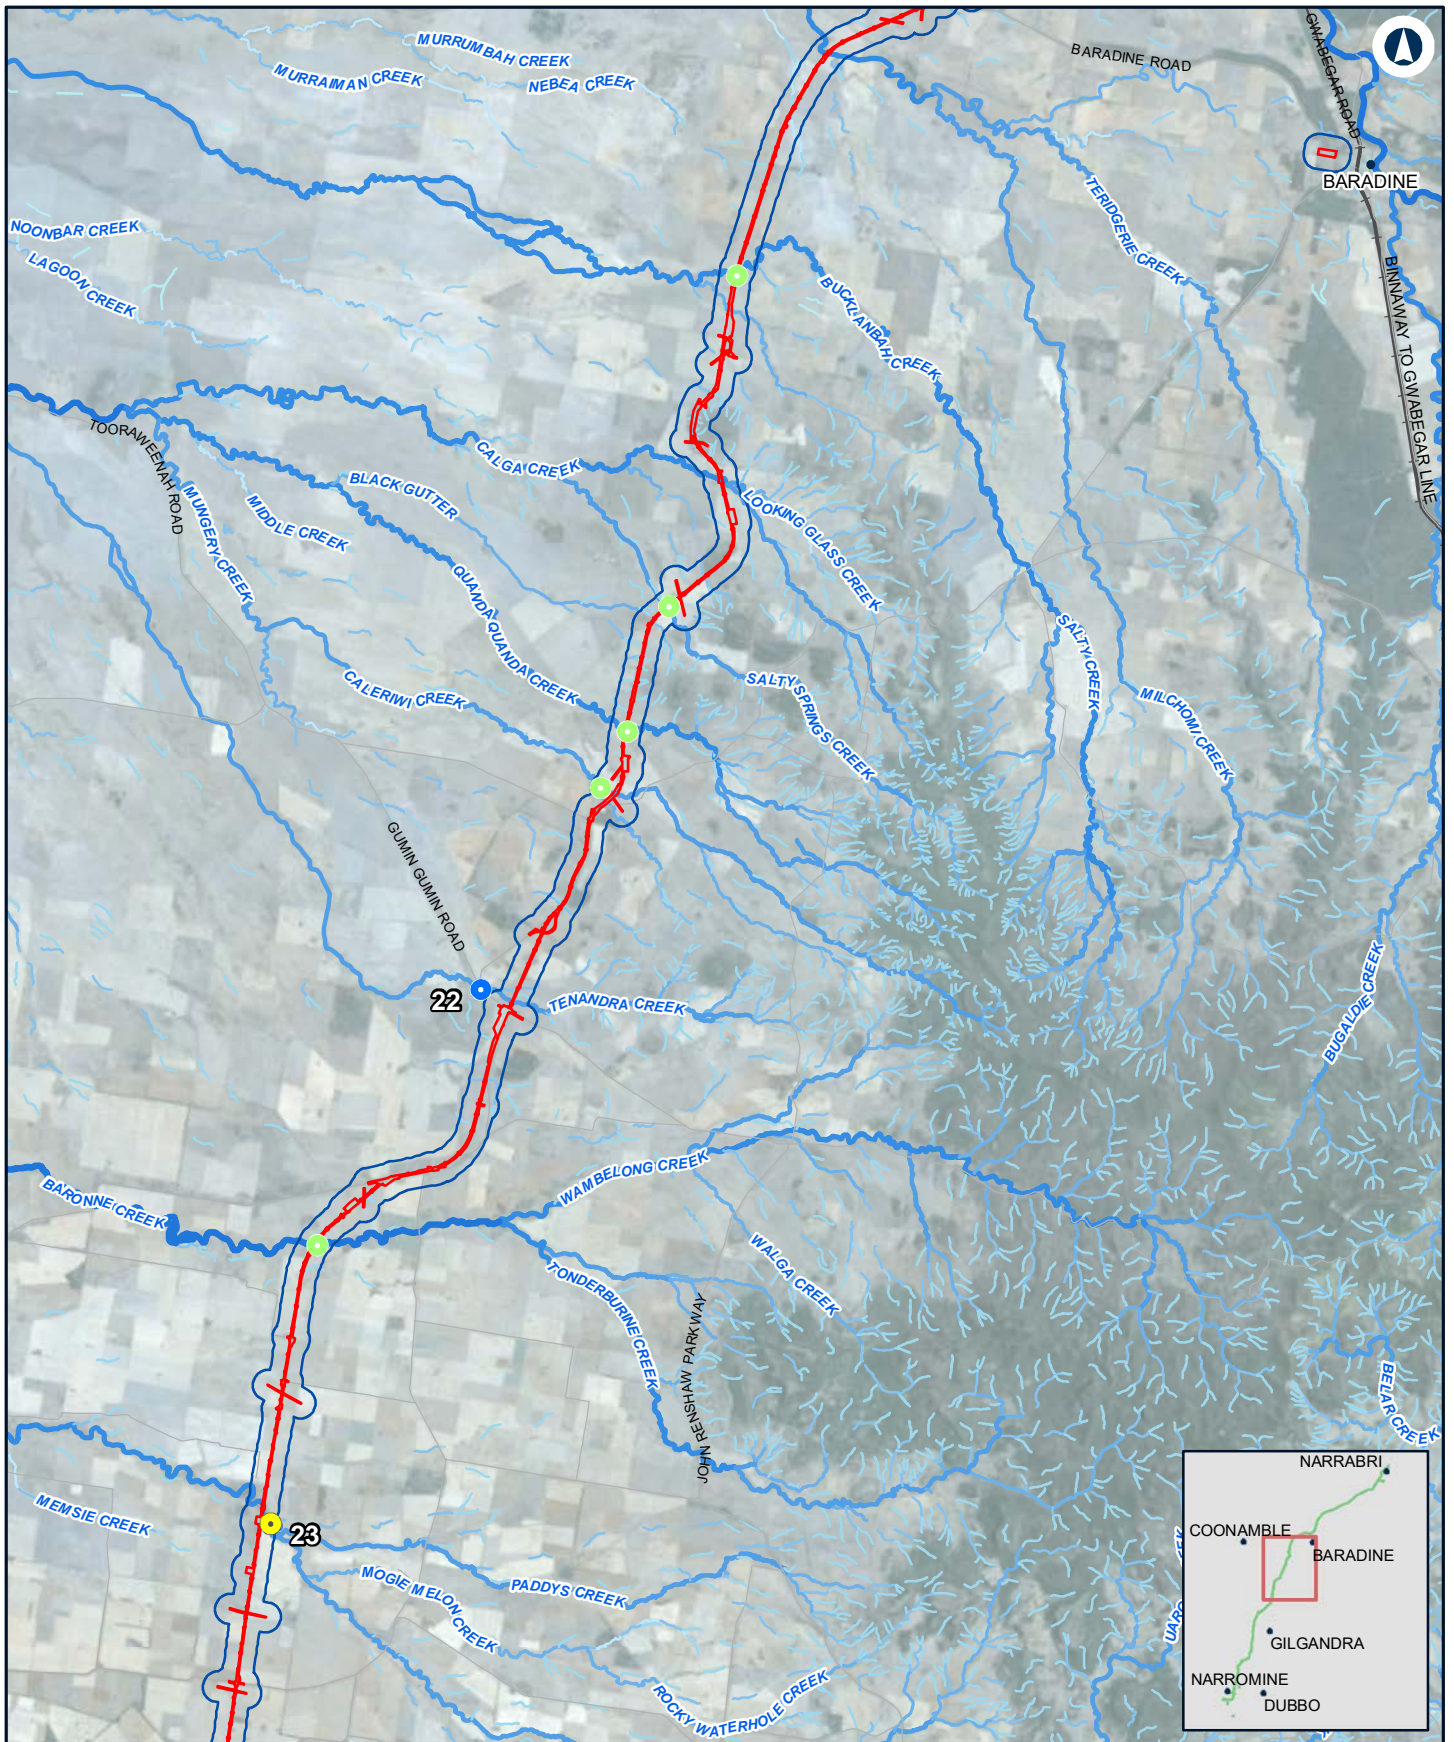 MURRUMBAH CREEK
MURRAIMAN CREEK
NEBEA CREEK
BARADINE ROAD
GWABEGAR ROAD
BARADINE
TERIDGERIE CREEK
NOONBAR CREEK
LAGOON CREEK
BUCKLANBAH CREEK
BINNAWAY TO GWABEGAR LINE
TOORAWEENAH ROAD
CALGA CREEK
BLACK GUTTER
MIDDLE CREEK
MUNGERY CREEK
LOOKING GLASS CREEK
QUANDA QUANDA CREEK
SALTY CREEK
CALERIWI CREEK
SALTY SPRINGS CREEK
MILCHOMI CREEK
GUMIN GUMIN ROAD
22
TENANDRA CREEK
BUGALDIE CREEK
BARONNE CREEK
WAMBELONG CREEK
WALGA CREEK
TONDERBURINE CREEK
JOHN RENSHAW PARKWAY
BELAR CREEK
MEMSIE CREEK
23
MOGIE MELON CREEK
PADDYS CREEK
ROCKY WATERHOLE CREEK
NARRABRI
COONAMBLE
BARADINE
GILGANDRA
NARROMINE
DUBBO